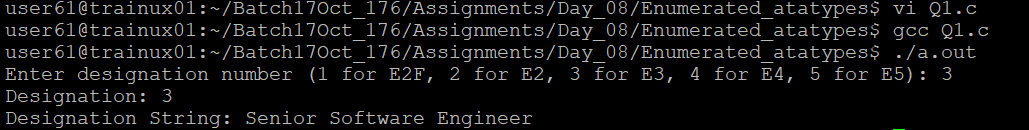 user61@trainux01:~/Batch17Oct_176/Assignments/Day_08/Enumerated_atatypes$ vi Q1.c
user61@trainux01:~/Batch17Oct_176/Assignments/Day_08/Enumerated_atatypes$ gcc Q1.c
user61@trainux01:~/Batch17Oct_176/Assignments/Day_08/Enumerated_atatypes$ ./a.out
Enter designation number (1 for E2F, 2 for E2, 3 for E3, 4 for E4, 5 for E5): 3
Designation: 3
Designation String: Senior Software Engineer